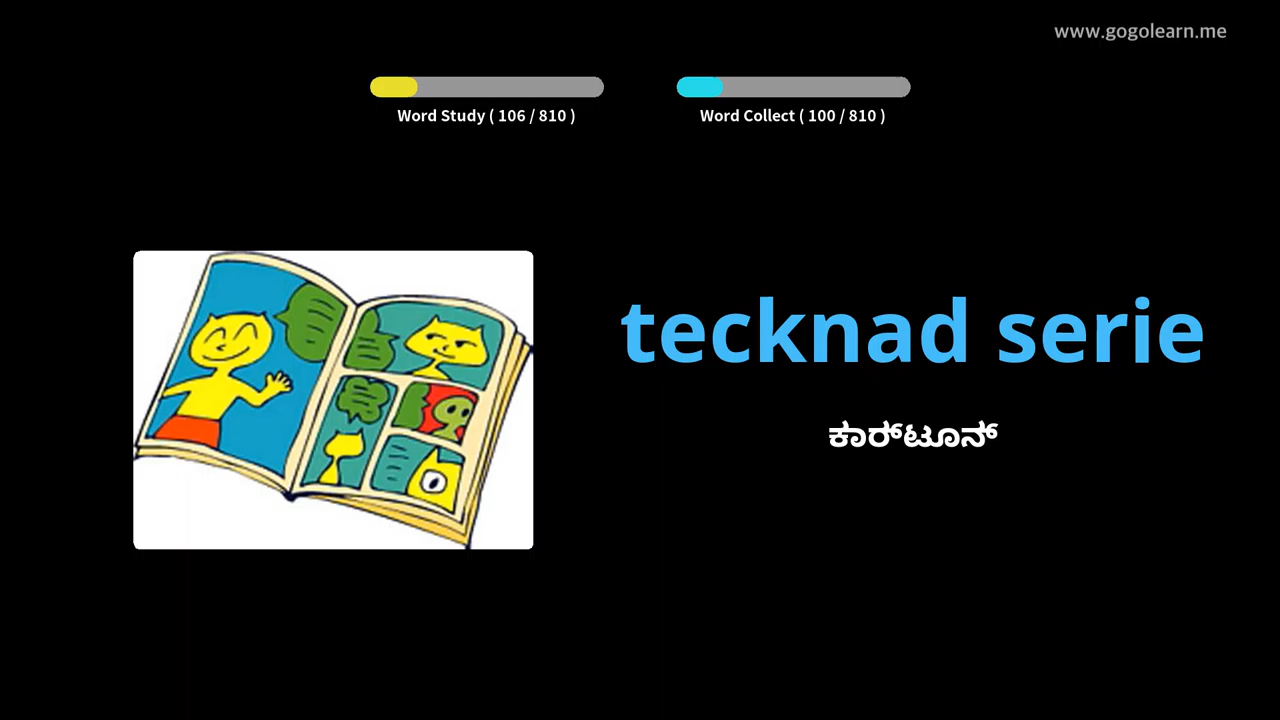 www.gogolearn.me
Word Study ( 106 / 810 )
Word Collect ( 100 / 810 )
tecknad serie
ಕಾರ್‌ಟೂನ್